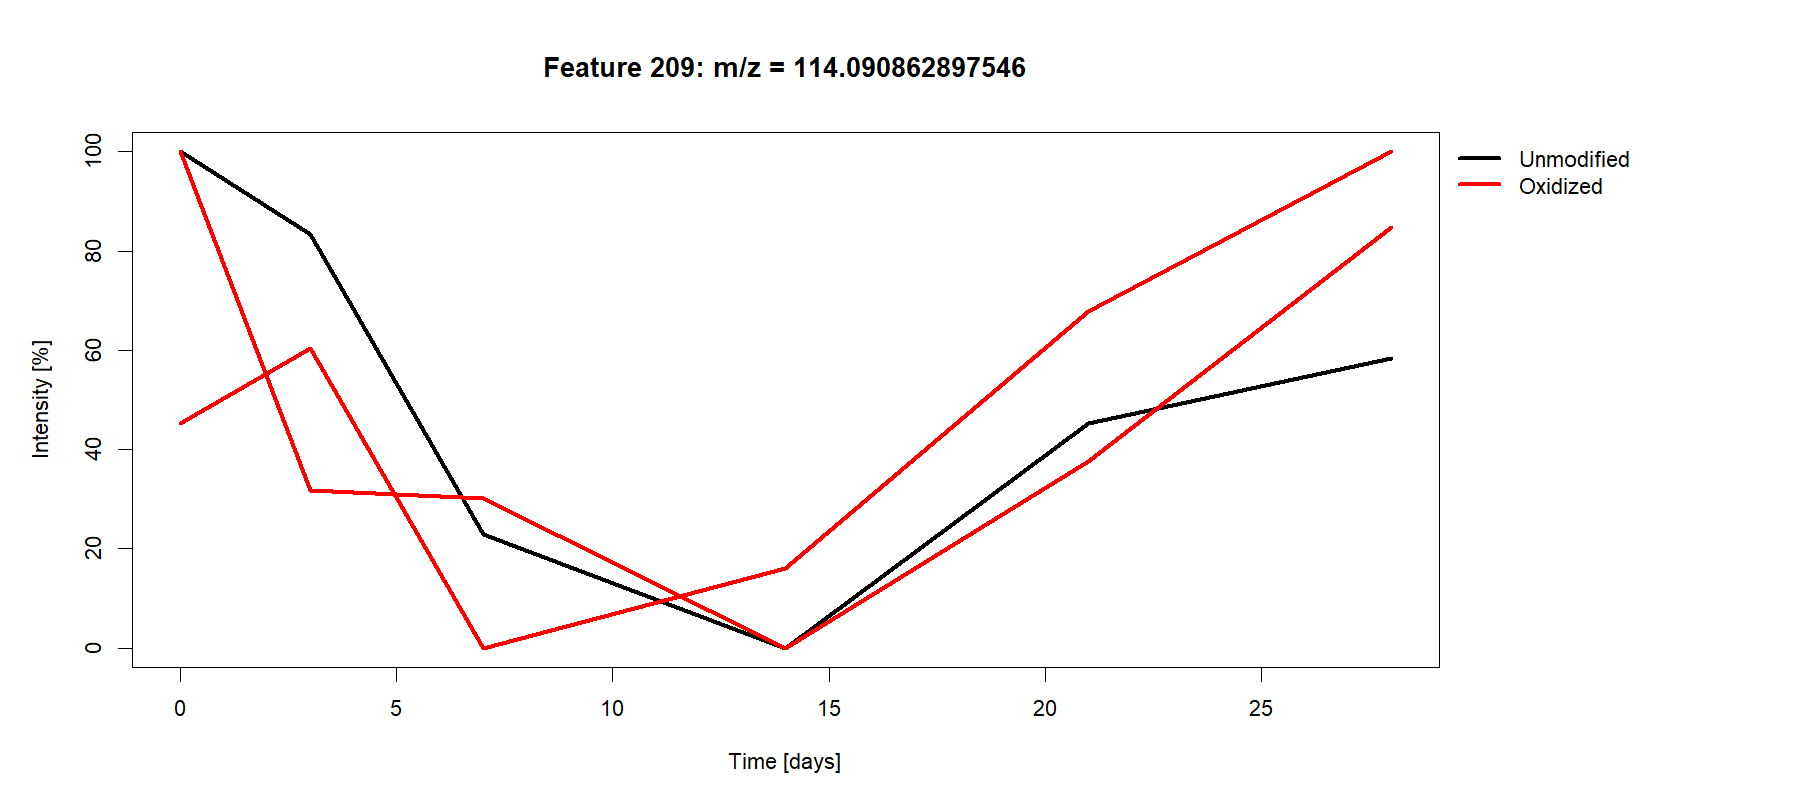 Feature 209: m/z = 114.090862897546
Unmodified
Oxidized
Intensity [%]
100
80
60
40
20
0
0 5 10 15 20 25
Time [days]